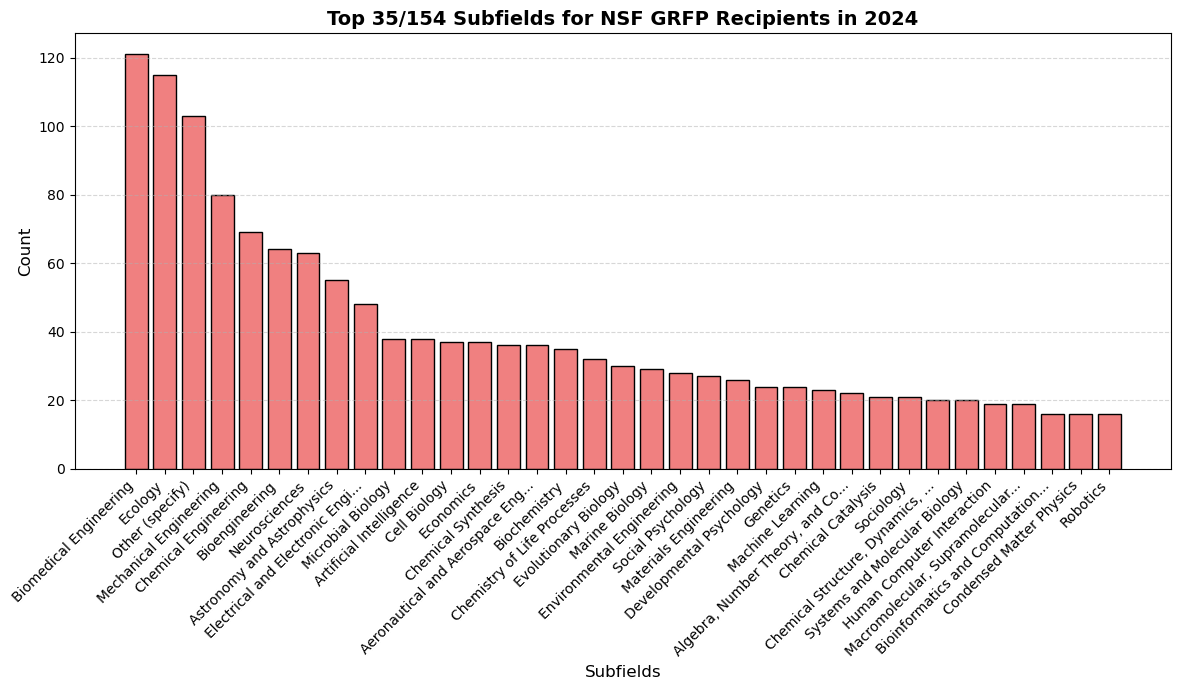 Top 35/154 Subfields for NSF GRFP Recipients in 2024
Count
120
100
80
60
40
20
0
Biomedical Engineering
Ecology
Other (specify)
Mechanical Engineering
Chemical Engineering
Bioengineering
Neurosciences
Astronomy and Astrophysics
Electrical and Electronic Engi...
Microbial Biology
Artificial Intelligence
Cell Biology
Economics
Chemical Synthesis
Aeronautical and Aerospace Eng...
Biochemistry
Chemistry of Life Processes
Evolutionary Biology
Marine Biology
Environmental Engineering
Social Psychology
Materials Engineering
Developmental Psychology
Genetics
Machine Learning
Algebra, Number Theory, and Co...
Chemical Catalysis
Sociology
Chemical Structure, Dynamics, ...
Systems and Molecular Biology
Human Computer Interaction
Macromolecular, Supramolecular...
Bioinformatics and Computation...
Condensed Matter Physics
Robotics
Subfields